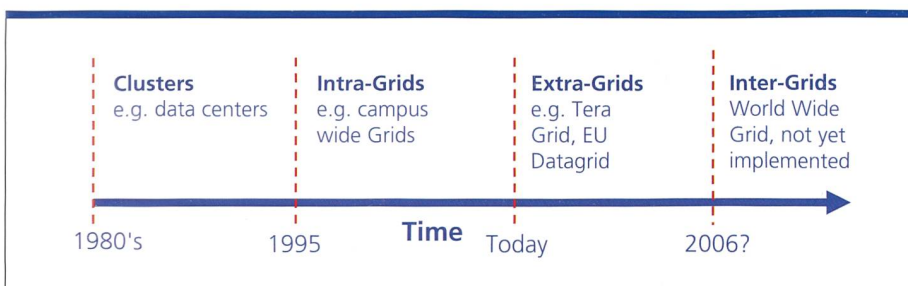 Clusters
e.g. data centers
Intra-Grids
e.g. campus
wide Grids
Extra-Grids
e.g. Tera
Grid, EU
Datagrid
Inter-Grids
World Wide
Grid, not yet
implemented
1980's
1995
Time
Today
2006?